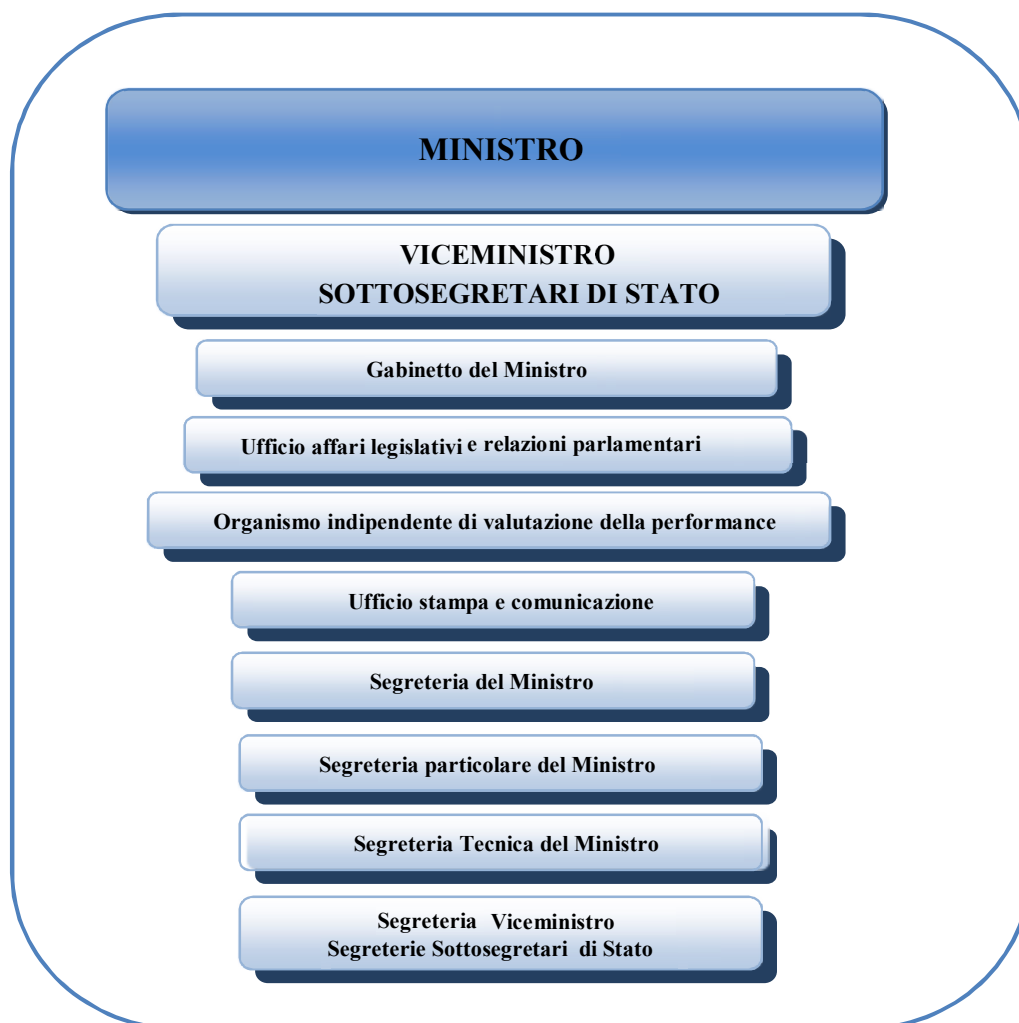 MINISTRO
VICEMINISTRO
SOTTOSEGRETARI DI STATO
Gabinetto del Ministro
Ufficio affari legislativi e relazioni parlamentari
Organismo indipendente di valutazione della performance
Ufficio stampa e comunicazione
Segreteria del Ministro
Segreteria particolare del Ministro
Segreteria Tecnica del Ministro
Segreteria Viceministro
Segreterie Sottosegretari di Stato